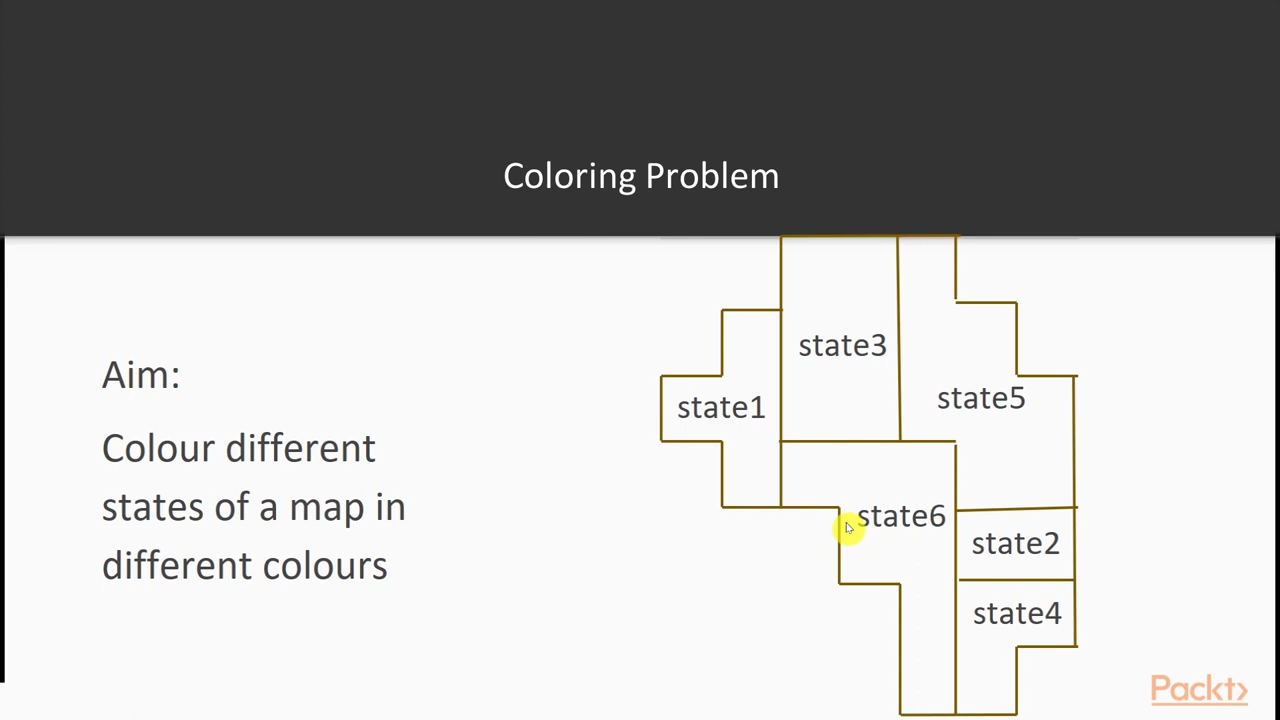 Coloring Problem
Aim:
Colour different
states of a map in
different colours
state3
state5
state1
state6
state2
state4
Packt>